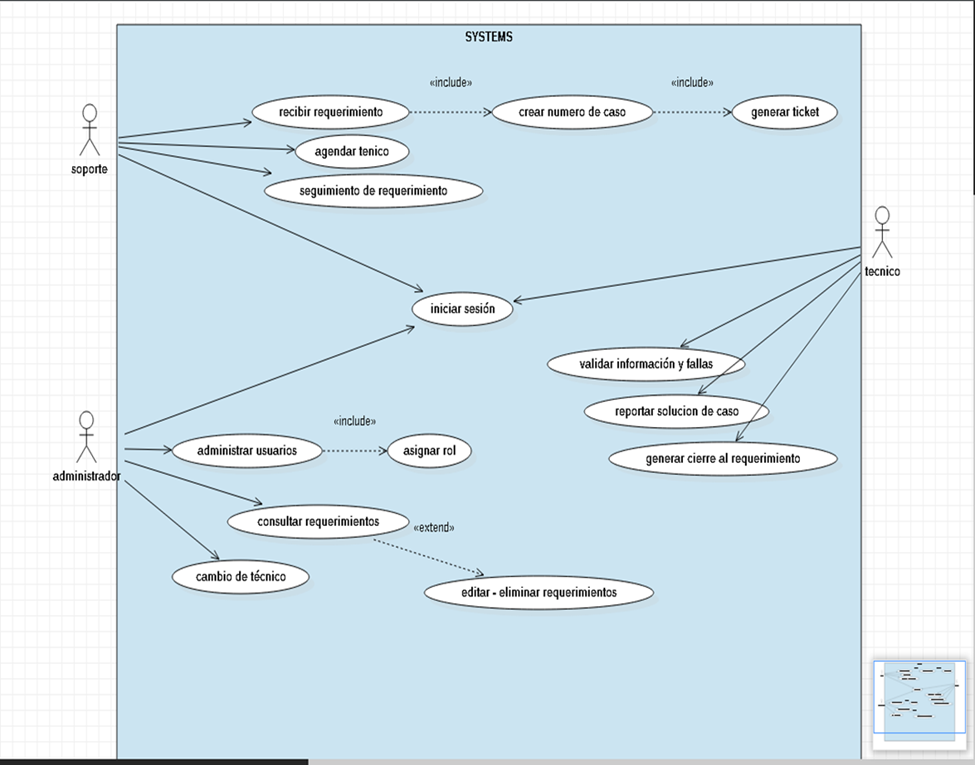 SYSTEMS
«include»
«include»
recibir requerimiento
crear numero de caso
generar ticket
agendar tenico
soporte
seguimiento de requerimiento
tecnico
iniciar sesión
validar información y fallas
reportar solucion de caso
«include»
administrar usuarios
asignar rol
generar cierre al requerimiento
administrador
consultar requerimientos
«extend»
cambio de técnico
editar - eliminar requerimientos